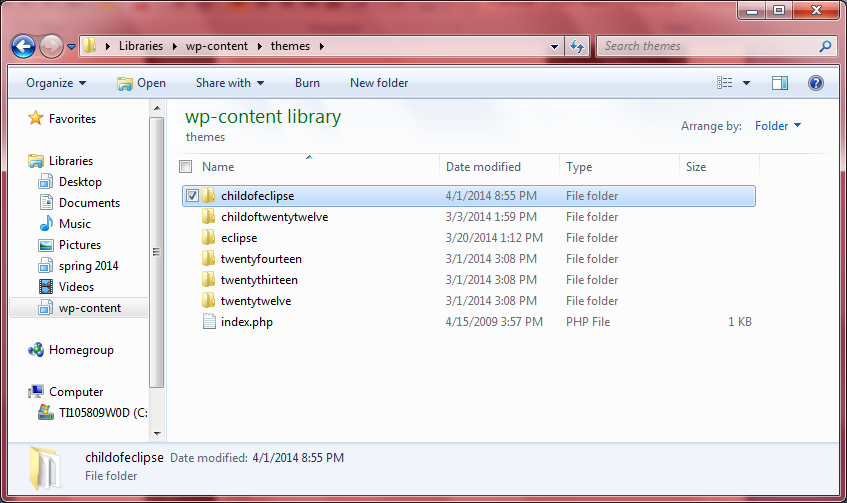 Libraries wp-content themes
Search themes
Organize Open Share with Burn New folder
Favorites
Libraries
Desktop
Documents
Music
Pictures
spring 2014
Videos
wp-content
Homegroup
Computer
TI105809W0D (C:
wp-content library
themes
Arrange by: Folder
Name Date modified Type Size
childofeclipse 4/1/2014 8:55 PM File folder
childoftwentytwelve 3/3/2014 1:59 PM File folder
eclipse 3/20/2014 1:12 PM File folder
twentyfourteen 3/1/2014 3:08 PM File folder
twentythirteen 3/1/2014 3:08 PM File folder
twentytwelve 3/1/2014 3:08 PM File folder
index.php 4/15/2009 3:57 PM PHP File 1 KB
childofeclipse Date modified: 4/1/2014 8:55 PM
File folder